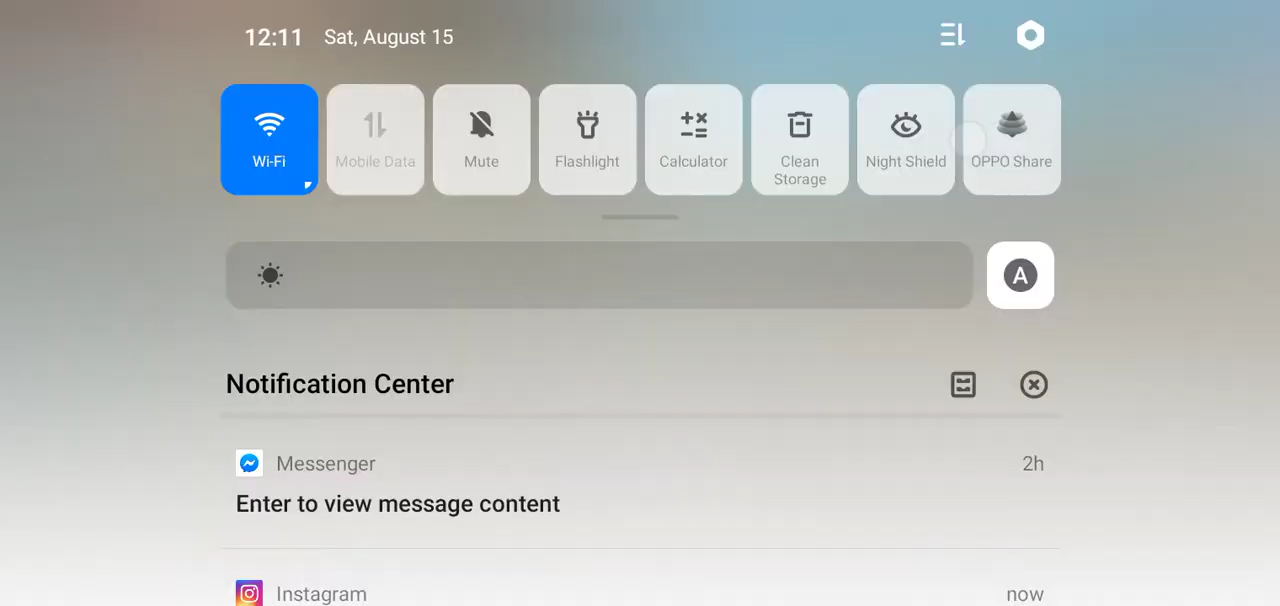 12:11 Sat, August 15
Wi-Fi
Mobile Data
Mute
Flashlight
Calculator
Clean
Storage
Night Shield
OPPO Share
A
Notification Center
Messenger 2h
Enter to view message content
Instagram now